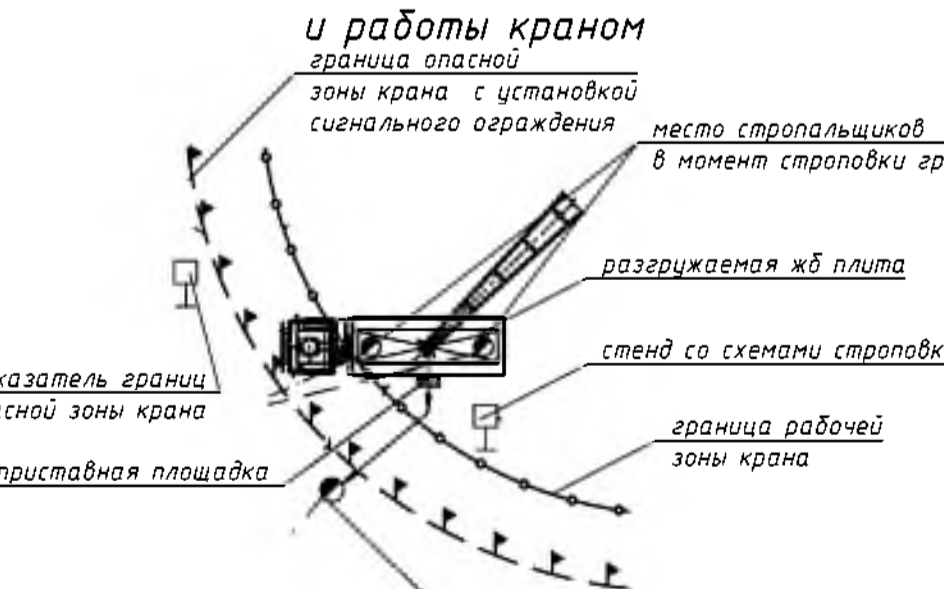 и работы краном
граница опасной
зоны крана с установкой
сигнального ограждения
место стропальщиков
в момент строповки гр
разгружаемая жб плита
стенд со схемами строповк
казатель границ
асной зоны крана
граница рабочей
зоны крана
приставная площадка